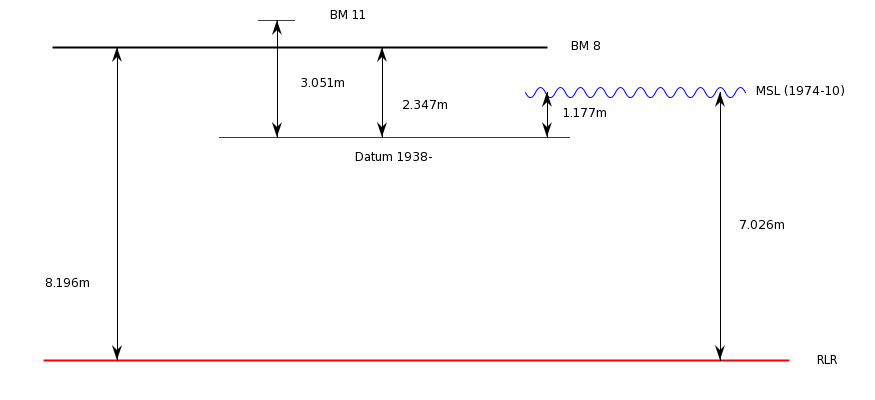 BM 11
BM 8
3.051m
MSL (1974-10)
2.347m
1.177m
Datum 1938-
7.026m
8.196m
RLR